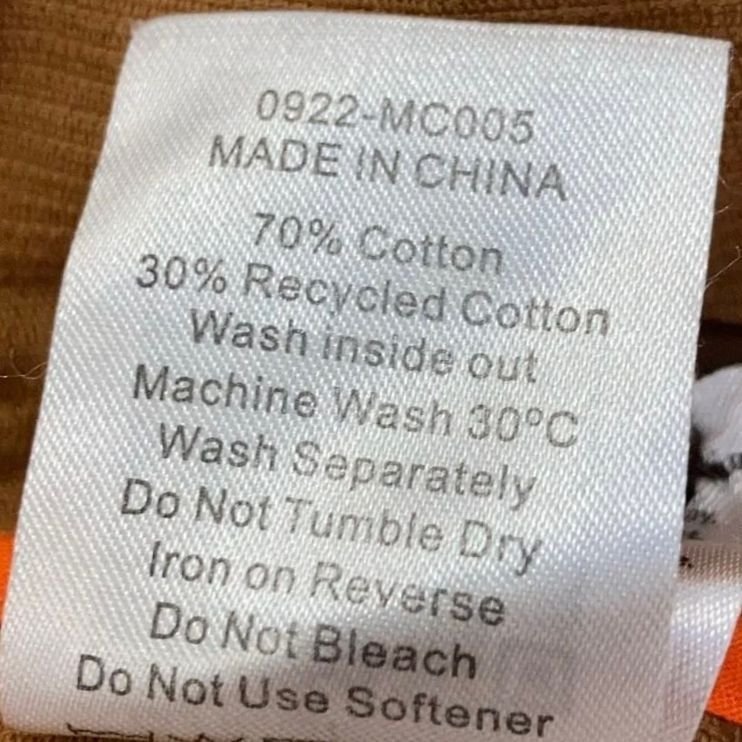 0922-MC005
MADE IN CHINA
70% Cotton
30% Recycled Cotton
Wash inside out
Machine Wash 30ºC
Wash Separately
Do Not Tumble Dry
Iron on Reverse
Do Not Bleach
Do Not Use Softener